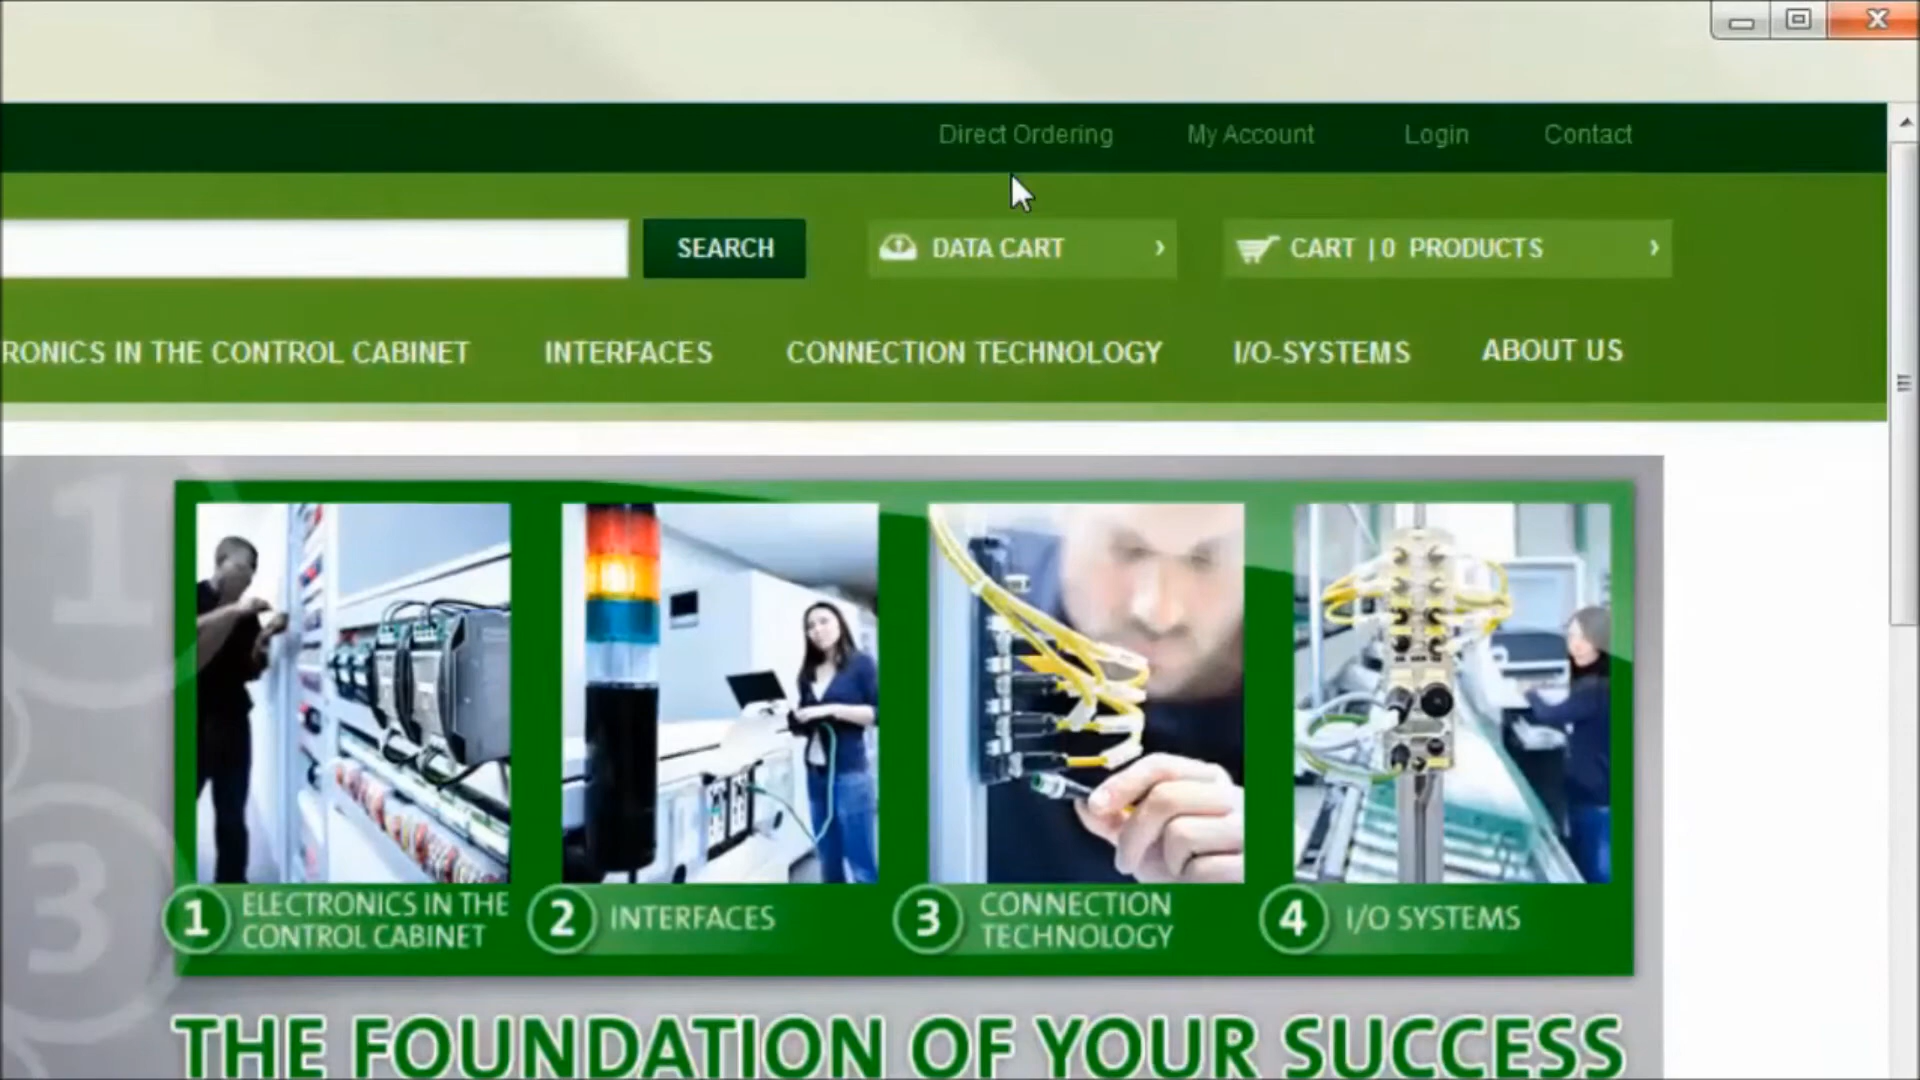 Direct Ordering My Account Login Contact
SEARCH DATA CART CART | 0 PRODUCTS
RONICS IN THE CONTROL CABINET INTERFACES CONNECTION TECHNOLOGY I/O-SYSTEMS ABOUT US
1
3
1 ELECTRONICS IN THE
CONTROL CABINET
2 INTERFACES
3 CONNECTION
TECHNOLOGY
4 I/O SYSTEMS
THE FOUNDATION OF YOUR SUCCESS